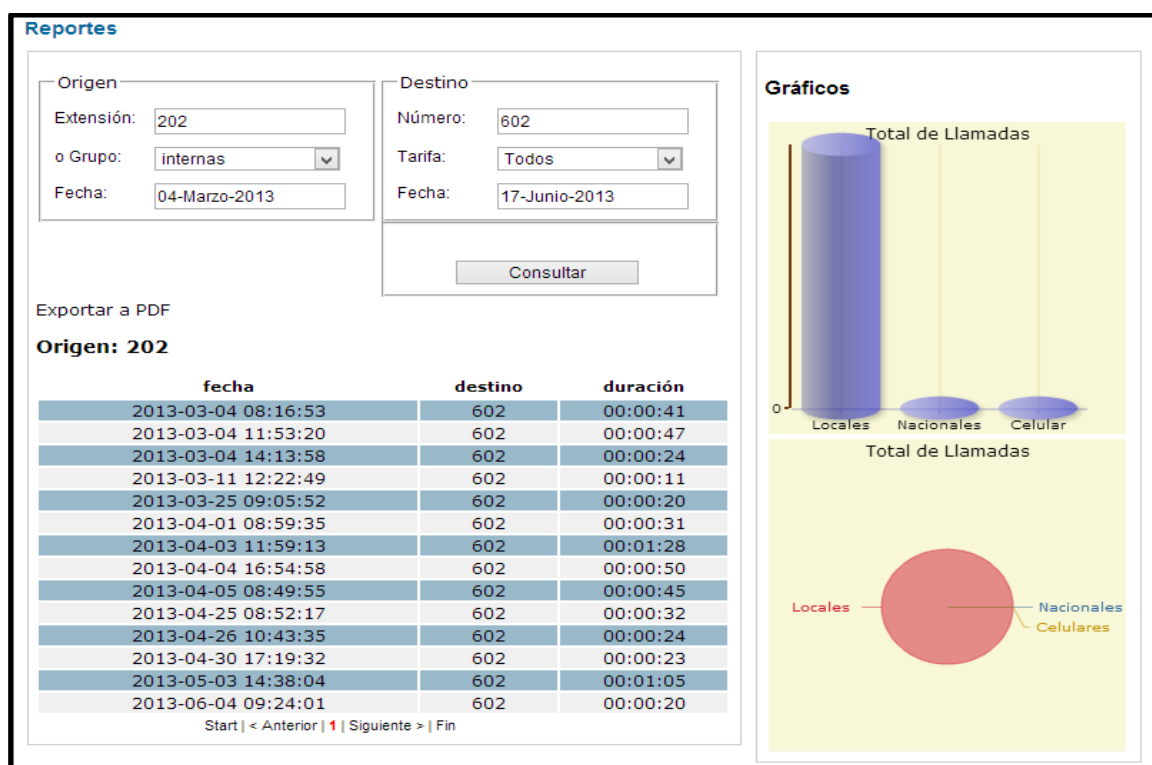 Reportes
Origen
Extensión: 202
o Grupo: internas
Fecha: 04-Marzo-2013
Destino
Número: 602
Tarifa: Todos
Fecha: 17-Junio-2013
Consultar
Exportar a PDF
Origen: 202
fecha destino duración
2013-03-04 08:16:53 602 00:00:41
2013-03-04 11:53:20 602 00:00:47
2013-03-04 14:13:58 602 00:00:24
2013-03-11 12:22:49 602 00:00:11
2013-03-25 09:05:52 602 00:00:20
2013-04-01 08:59:35 602 00:00:31
2013-04-03 11:59:13 602 00:01:28
2013-04-04 16:54:58 602 00:00:50
2013-04-05 08:49:55 602 00:00:45
2013-04-25 08:52:17 602 00:00:32
2013-04-26 10:43:35 602 00:00:24
2013-04-30 17:19:32 602 00:00:23
2013-05-03 14:38:04 602 00:01:05
2013-06-04 09:24:01 602 00:00:20
Start | < Anterior | 1 | Siguiente > | Fin
Gráficos
Total de Llamadas
0
Locales Nacionales Celular
Total de Llamadas
Locales
Nacionales
Celulares